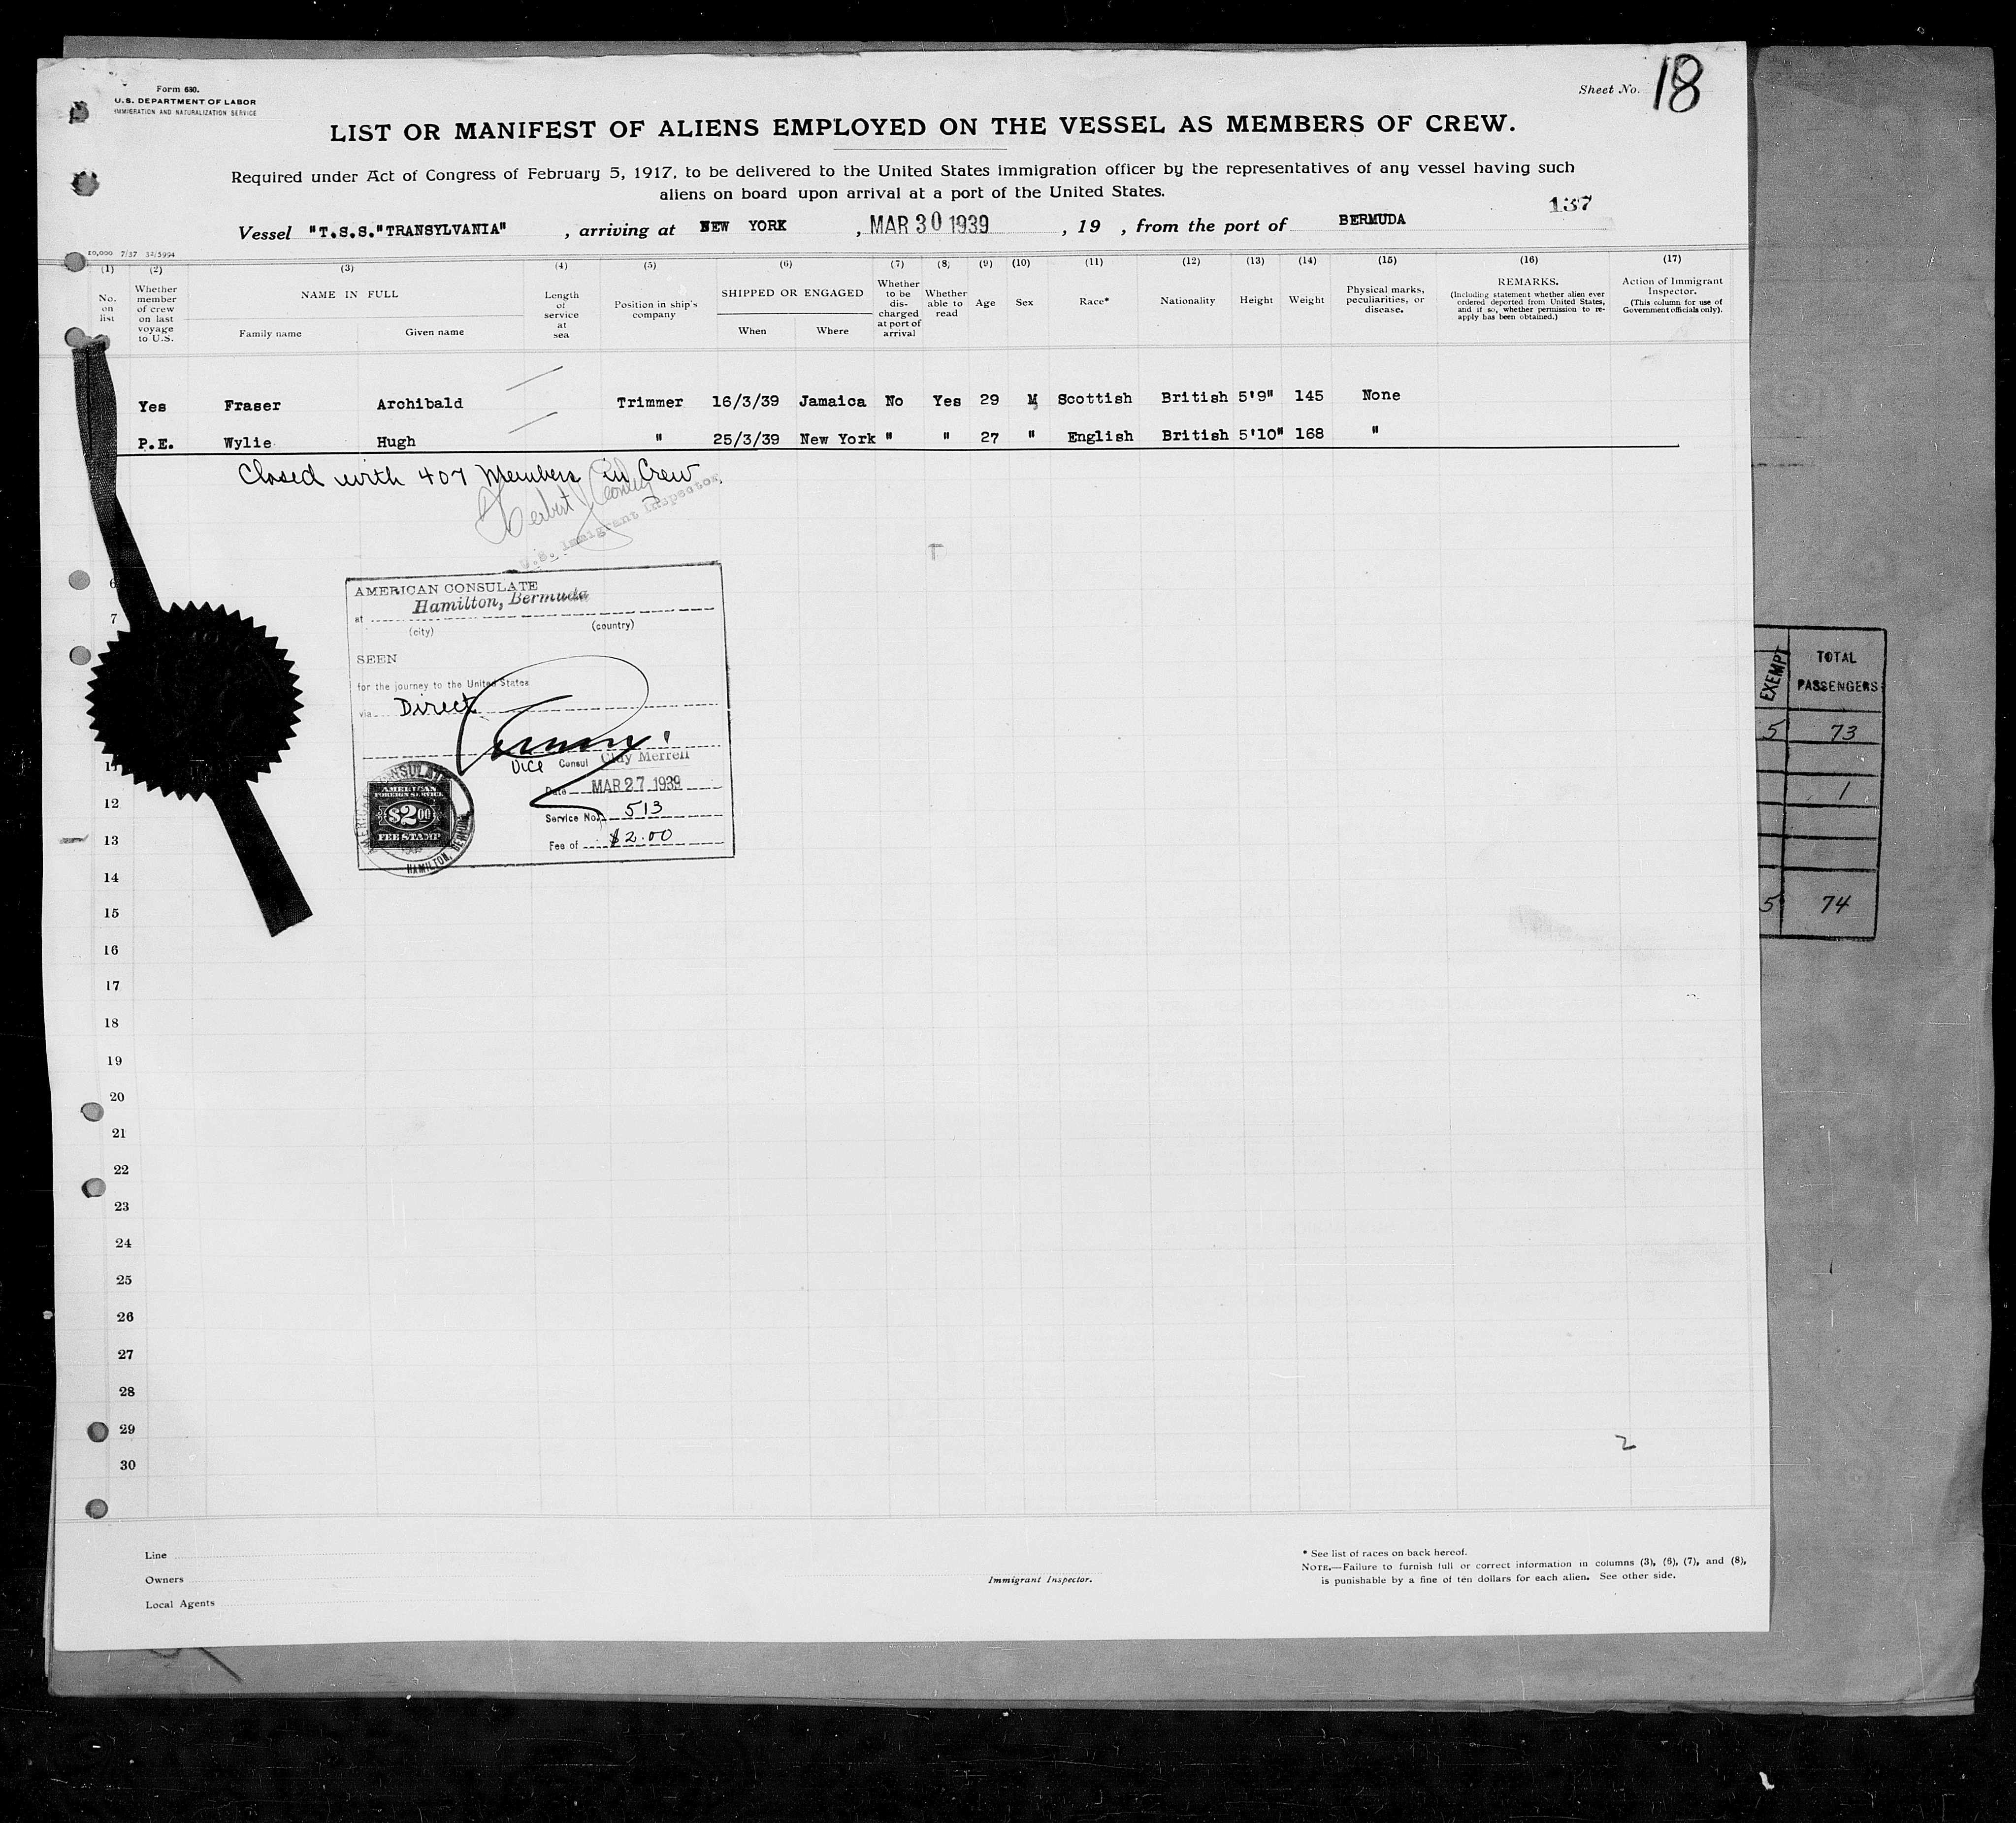 Form 680.
U.S. DEPARTMENT OF LABOR
IMMIGRATION AND NATURALIZATION SERVICE
Sheet No. 18
LIST OR MANIFEST OF ALIENS EMPLOYED ON THE VESSEL AS MEMBERS OF CREW.
Required under Act of Congress of February 5, 1917, to be delivered to the United States immigration officer by the representatives of any vessel having such
aliens on board upon arrival at a port of the United States.
137
Vessel "T.S.S."TRANSYLVANIA" , arriving at NEW YORK , MAR 30 1939 , 19 , from the port of BERMUDA
10,000 7/37 32/5994
(1) (2) (3) (4) (5) (6) (7) (8) (9) (10) (11) (12) (13) (14) (15) (16) (17)
No. on list
Whether member of crew on last voyage to U.S.
NAME IN FULL
Family name Given name
Length of service at sea
Position in ship's company
SHIPPED OR ENGAGED
When Where
Whether to be discharged at port of arrival
Whether able to read
Age
Sex
Race*
Nationality
Height
Weight
Physical marks, peculiarities, or disease.
REMARKS.
(Including statement whether alien ever ordered deported from United States, and if so, whether permission to re-apply has been obtained.)
Action of Immigrant Inspector.
(This column for use of Government officials only).
Yes Fraser Archibald Trimmer 16/3/39 Jamaica No Yes 29 M Scottish British 5'9" 145 None
P.E. Wylie Hugh " 25/3/39 New York " " 27 " English British 5'10" 168 "
Closed with 407 Members in Crew.
U.S. Immigrant Inspector
AMERICAN CONSULATE
at Hamilton, Bermuda
(city) (country)
SEEN
for the journey to the United States
via Direct
Vice Consul Clay Merrell
Date MAR 27 1939
Service No. 513
Fee of $2.00
AMERICAN
FOREIGN SERVICE
$2.00
FEE STAMP
HAMILTON, BERMUDA
6
7
11
12
13
14
15
16
17
18
19
20
21
22
23
24
25
26
27
28
29
30
2
EXEMPT TOTAL PASSENGERS
5 73
1
5 74
Line
Owners
Local Agents
Immigrant Inspector.
* See list of races on back hereof.
NOTE.—Failure to furnish full or correct information in columns (3), (6), (7), and (8),
is punishable by a fine of ten dollars for each alien. See other side.